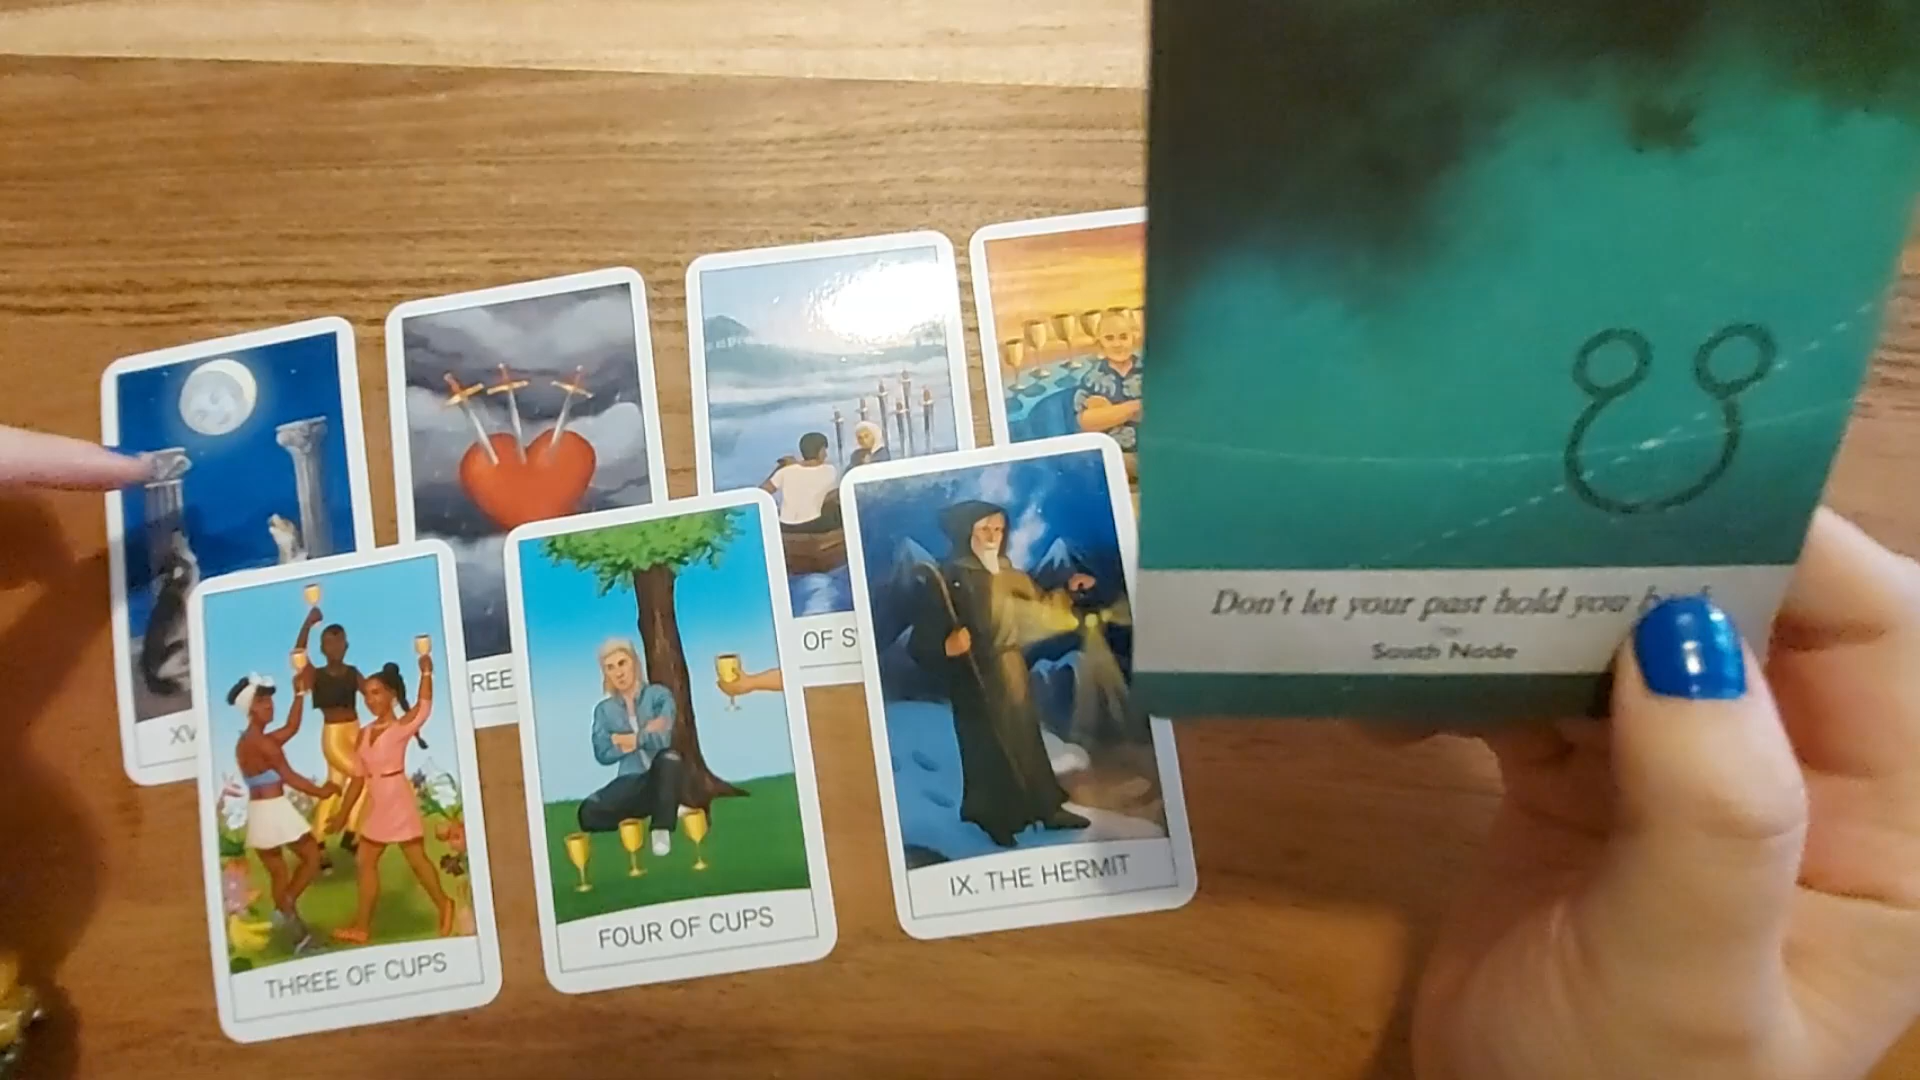 Don't let your past hold you
South Node
XV
REE
OF S
IX. THE HERMIT
FOUR OF CUPS
THREE OF CUPS